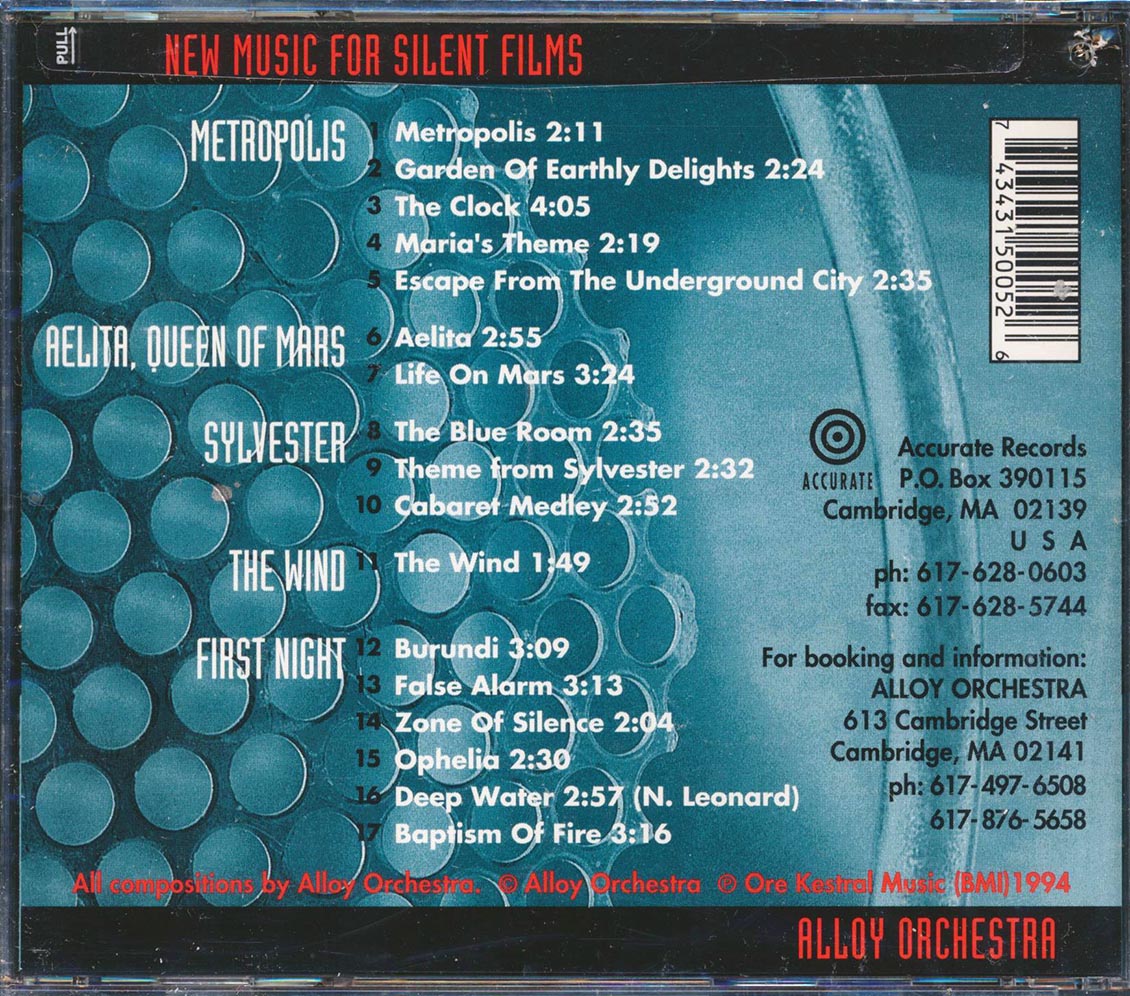 PULL
NEW MUSIC FOR SILENT FILMS
METROPOLIS
1 Metropolis 2:11
2 Garden Of Earthly Delights 2:24
3 The Clock 4:05
4 Maria's Theme 2:19
5 Escape From The Underground City 2:35
AELITA, QUEEN OF MARS
6 Aelita 2:55
7 Life On Mars 3:24
SYLVESTER
8 The Blue Room 2:35
9 Theme from Sylvester 2:32
10 Cabaret Medley 2:52
THE WIND
11 The Wind 1:49
FIRST NIGHT
12 Burundi 3:09
13 False Alarm 3:13
14 Zone Of Silence 2:04
15 Ophelia 2:30
16 Deep Water 2:57 (N. Leonard)
17 Baptism Of Fire 3:16
7 43431 50052 6
ACCURATE
Accurate Records
P.O. Box 390115
Cambridge, MA 02139
U S A
ph: 617-628-0603
fax: 617-628-5744
For booking and information:
ALLOY ORCHESTRA
613 Cambridge Street
Cambridge, MA 02141
ph: 617-497-6508
617-876-5658
All compositions by Alloy Orchestra. © Alloy Orchestra ℗ Ore Kestral Music (BMI) 1994
ALLOY ORCHESTRA